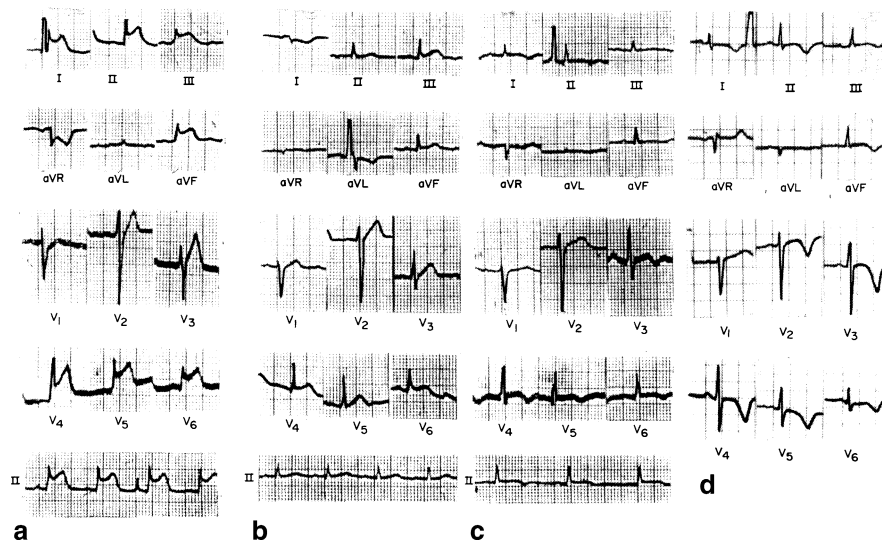 I II III
aVR aVL aVF
V1 V2 V3
V4 V5 V6
II
a
I II III
aVR aVL aVF
V1 V2 V3
V4 V5 V6
II
b
I II III
aVR aVL aVF
V1 V2 V3
V4 V5 V6
II
c
I II III
aVR aVL aVF
V1 V2 V3
V4 V5 V6
d